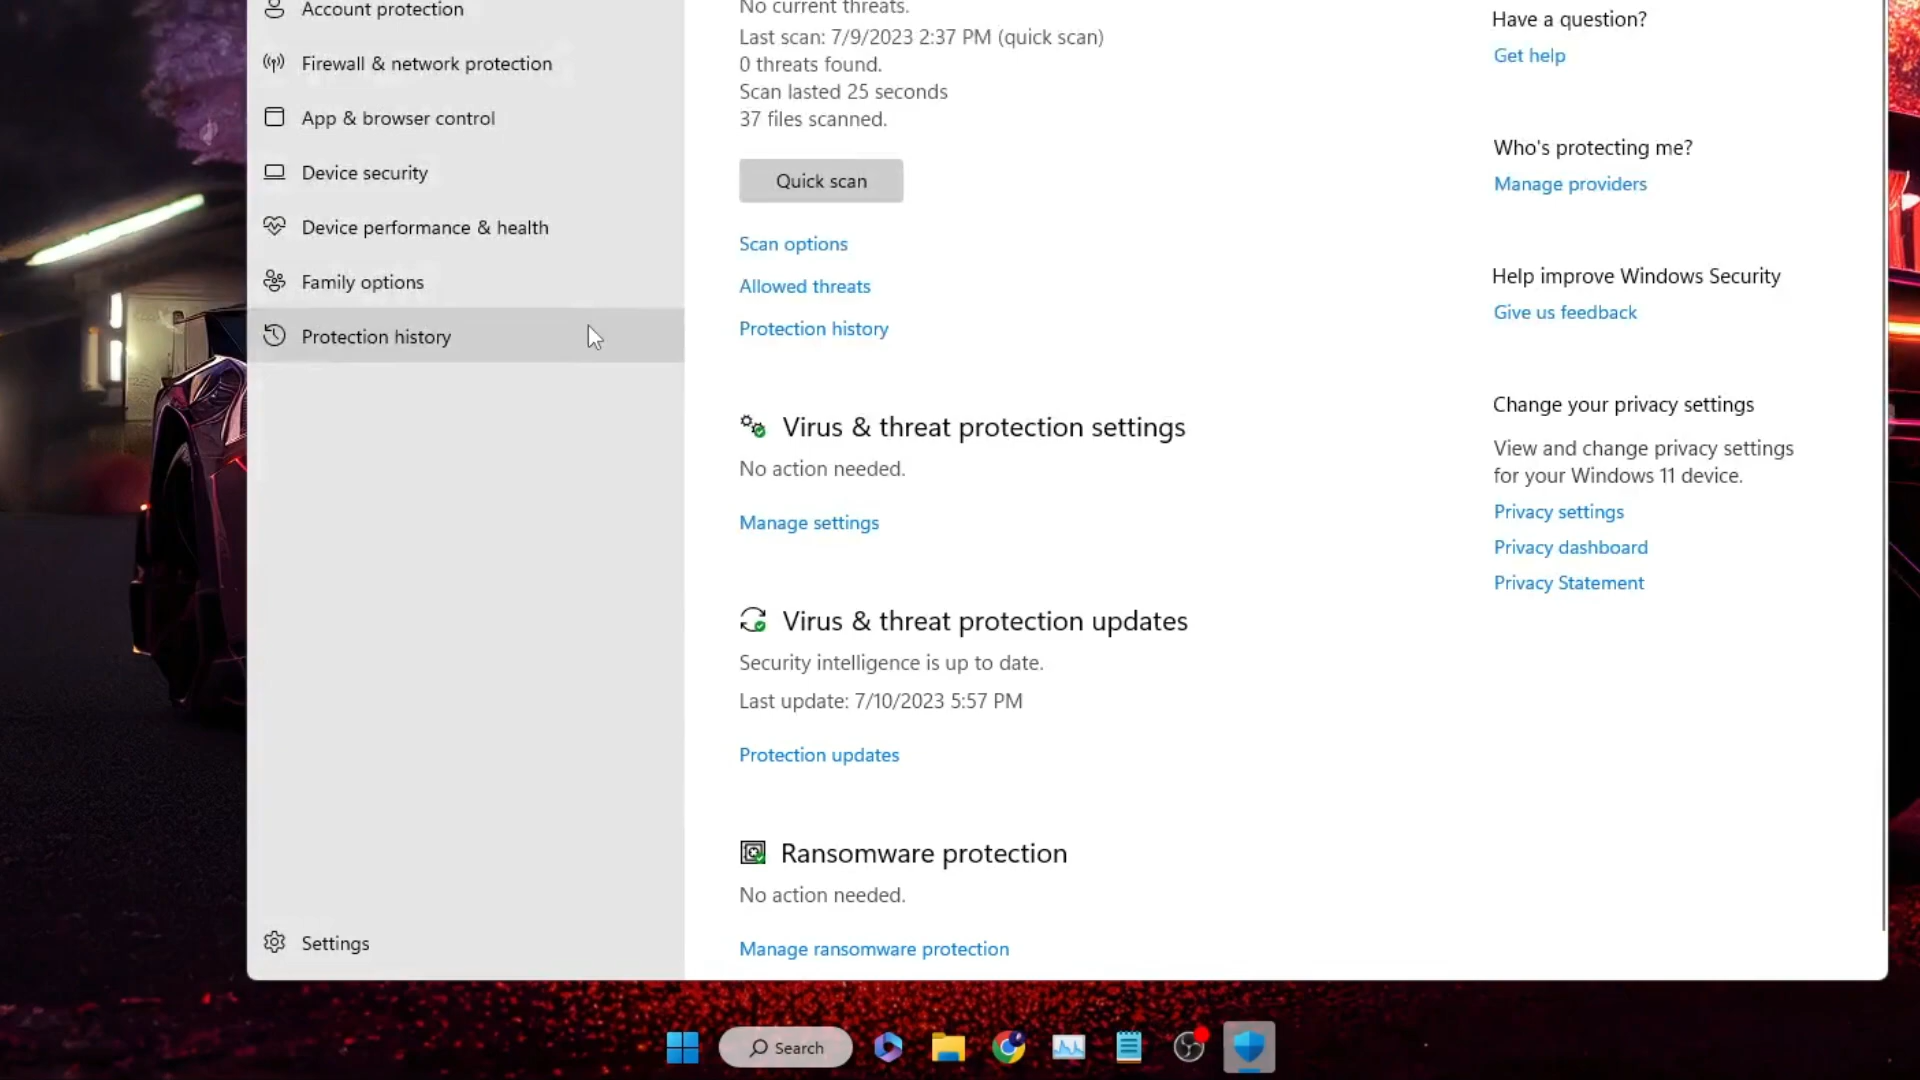 Account protection
Firewall & network protection
App & browser control
Device security
Device performance & health
Family options
Protection history
Settings
No current threats.
Last scan: 7/9/2023 2:37 PM (quick scan)
0 threats found.
Scan lasted 25 seconds
37 files scanned.
Quick scan
Scan options
Allowed threats
Protection history
Virus & threat protection settings
No action needed.
Manage settings
Virus & threat protection updates
Security intelligence is up to date.
Last update: 7/10/2023 5:57 PM
Protection updates
Ransomware protection
No action needed.
Manage ransomware protection
Have a question?
Get help
Who's protecting me?
Manage providers
Help improve Windows Security
Give us feedback
Change your privacy settings
View and change privacy settings
for your Windows 11 device.
Privacy settings
Privacy dashboard
Privacy Statement
Search